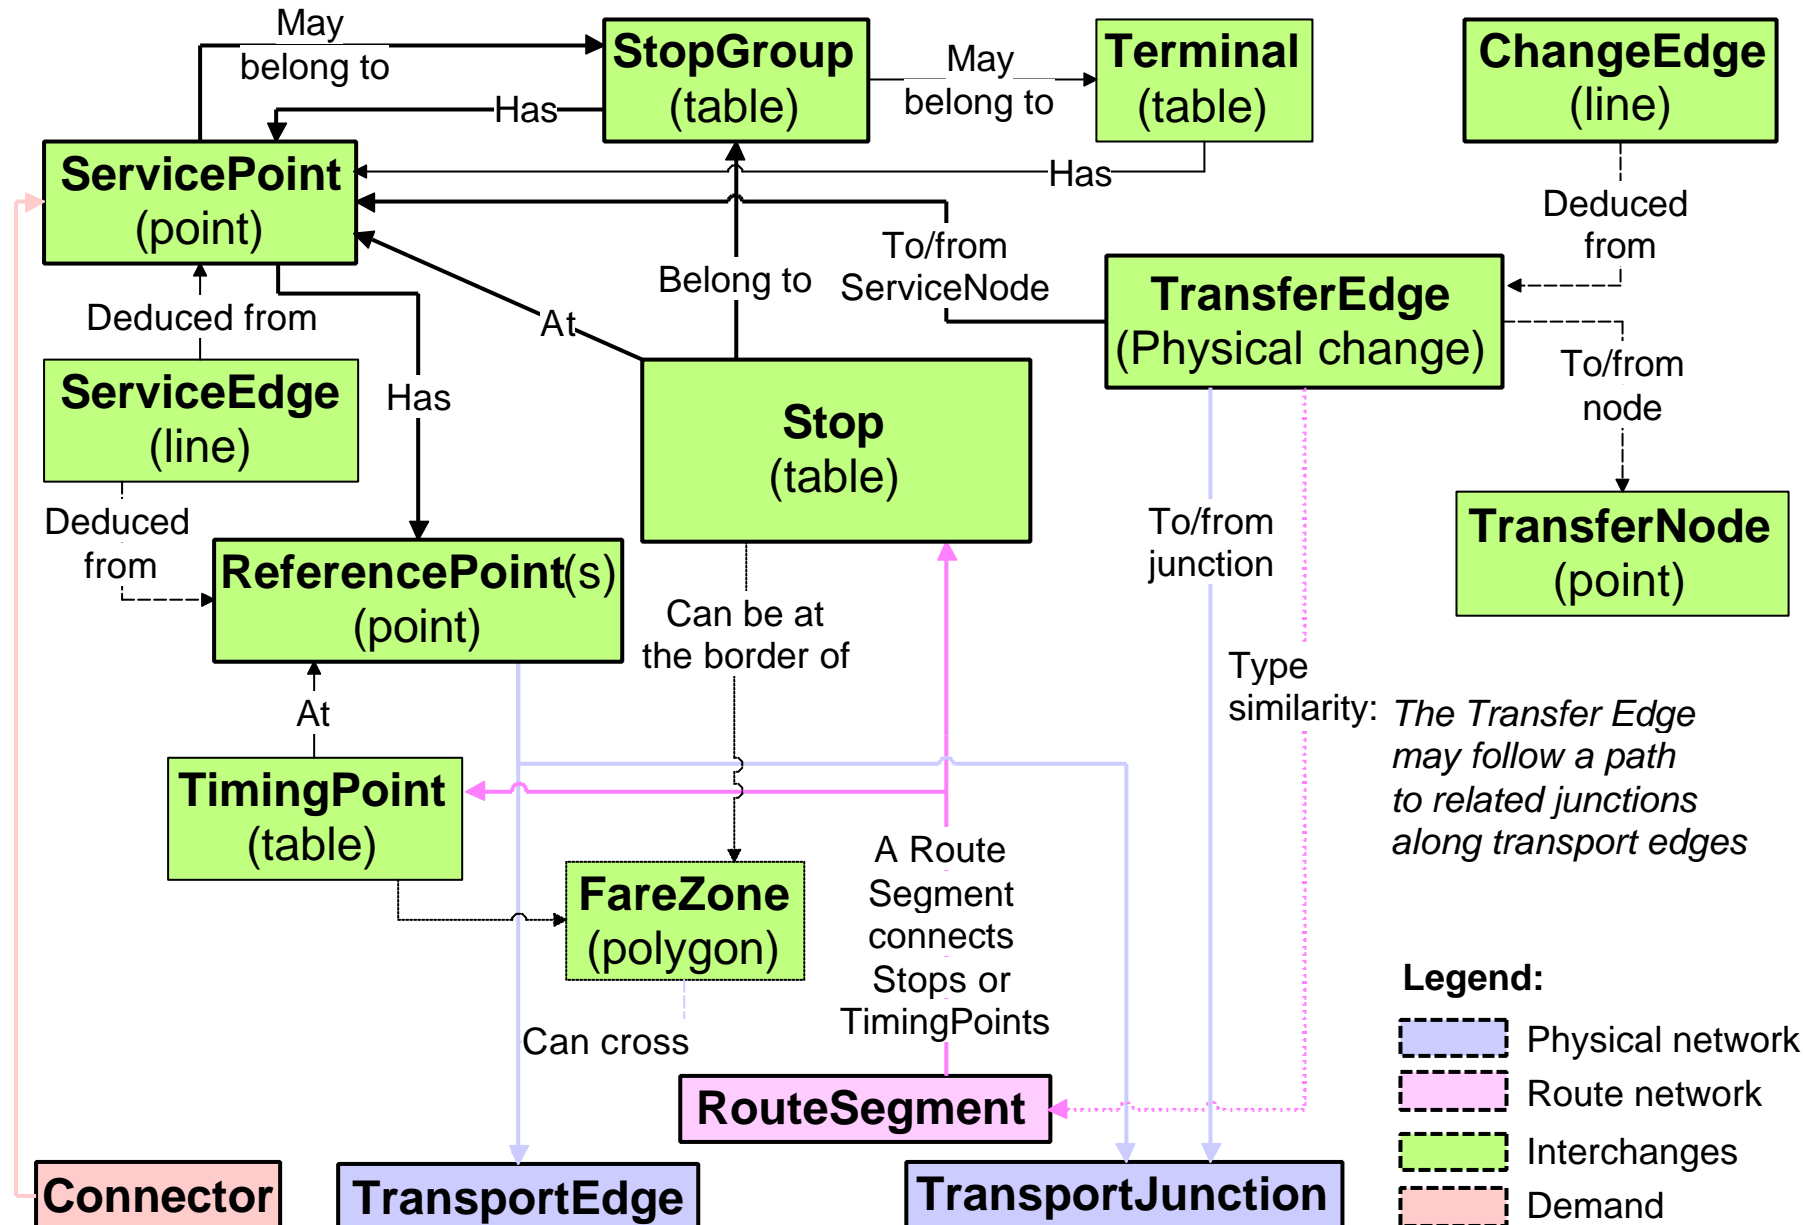 May
belong to
StopGroup
(table)
May
belong to
Terminal
(table)
ChangeEdge
(line)
Has
Has
ServicePoint
(point)
Deduced
from
To/from
ServiceNode
Belong to
TransferEdge
(Physical change)
Deduced from
At
To/from
node
ServiceEdge
(line)
Has
Stop
(table)
Deduced
from
To/from
junction
TransferNode
(point)
ReferencePoint(s)
(point)
Can be at
the border of
Type
similarity:
The Transfer Edge
may follow a path
to related junctions
along transport edges
At
TimingPoint
(table)
A Route
Segment
connects
Stops or
TimingPoints
FareZone
(polygon)
Can cross
Legend:
Physical network
Route network
Interchanges
Demand
RouteSegment
Connector
TransportEdge
TransportJunction